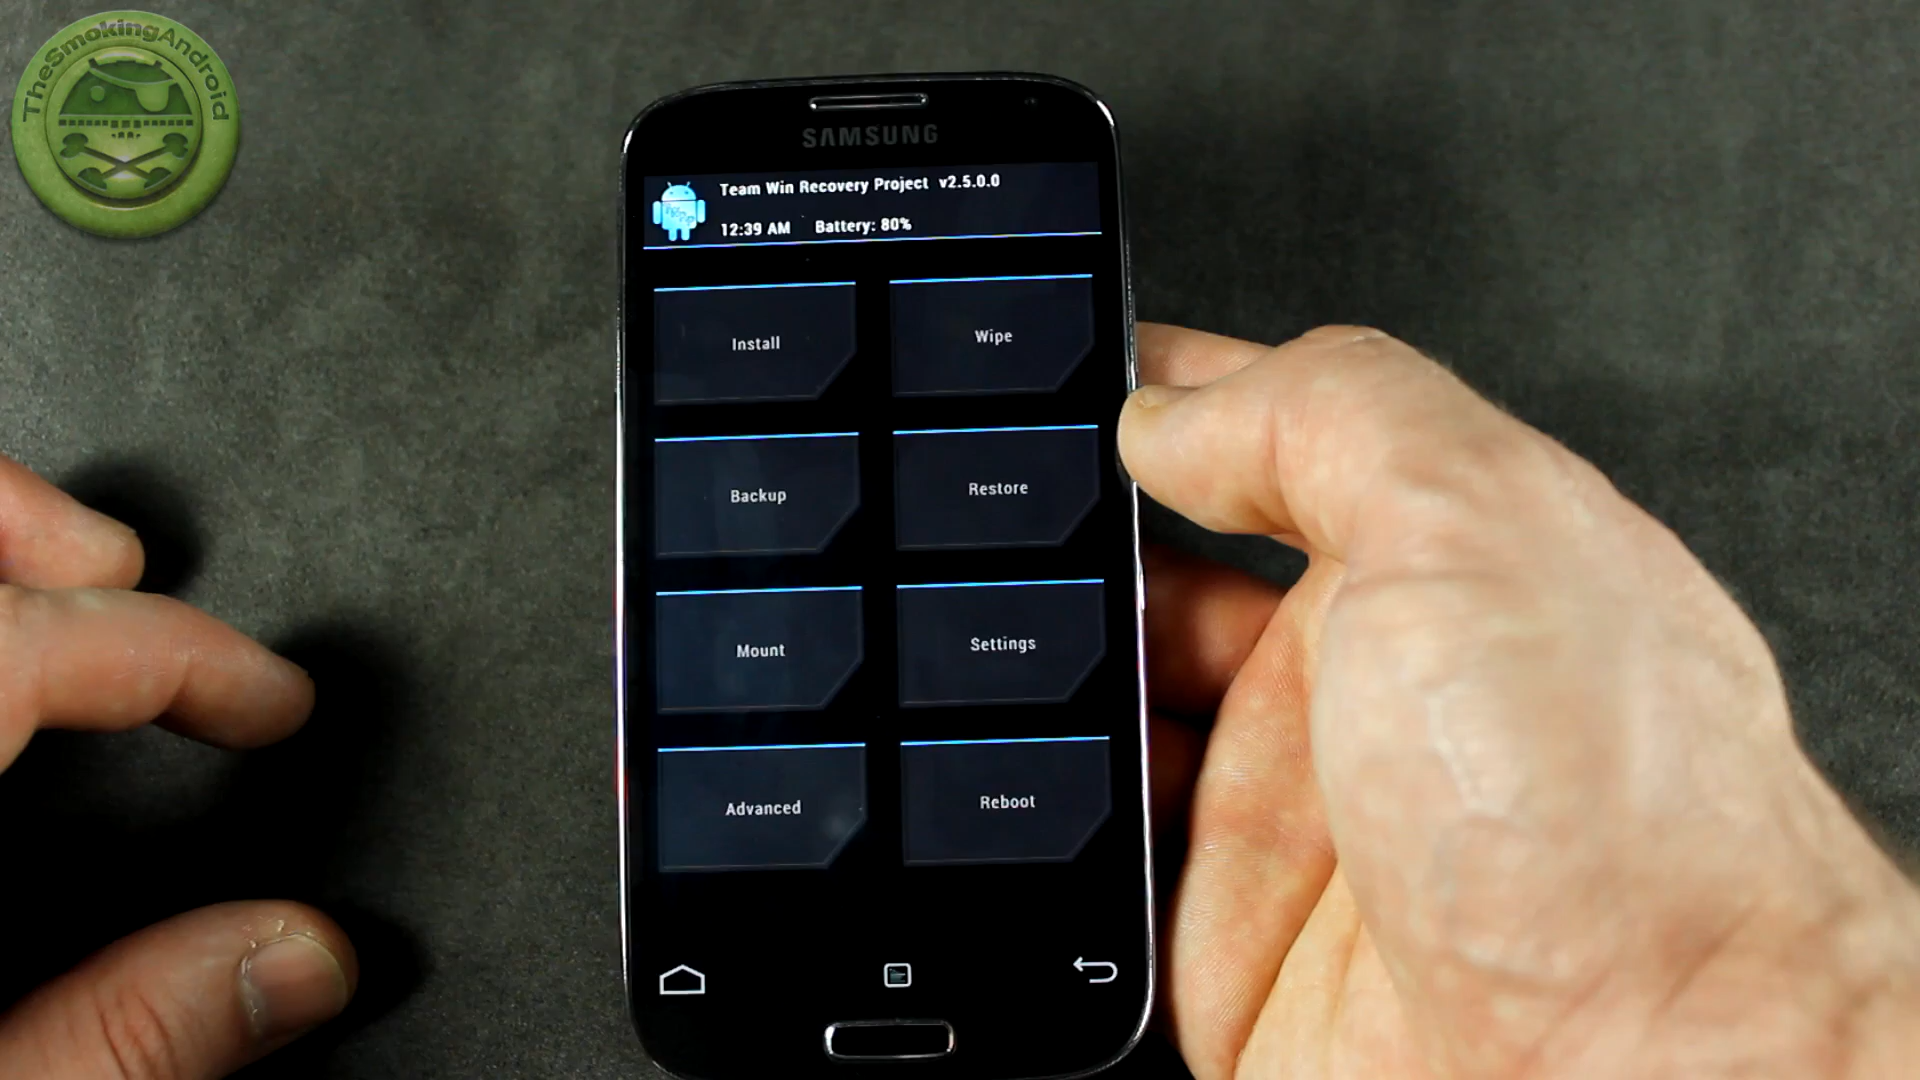 TheSmokingAndroid
SAMSUNG
Team Win Recovery Project v2.5.0.0
12:39 AM Battery: 80%
Install
Wipe
Backup
Restore
Mount
Settings
Advanced
Reboot